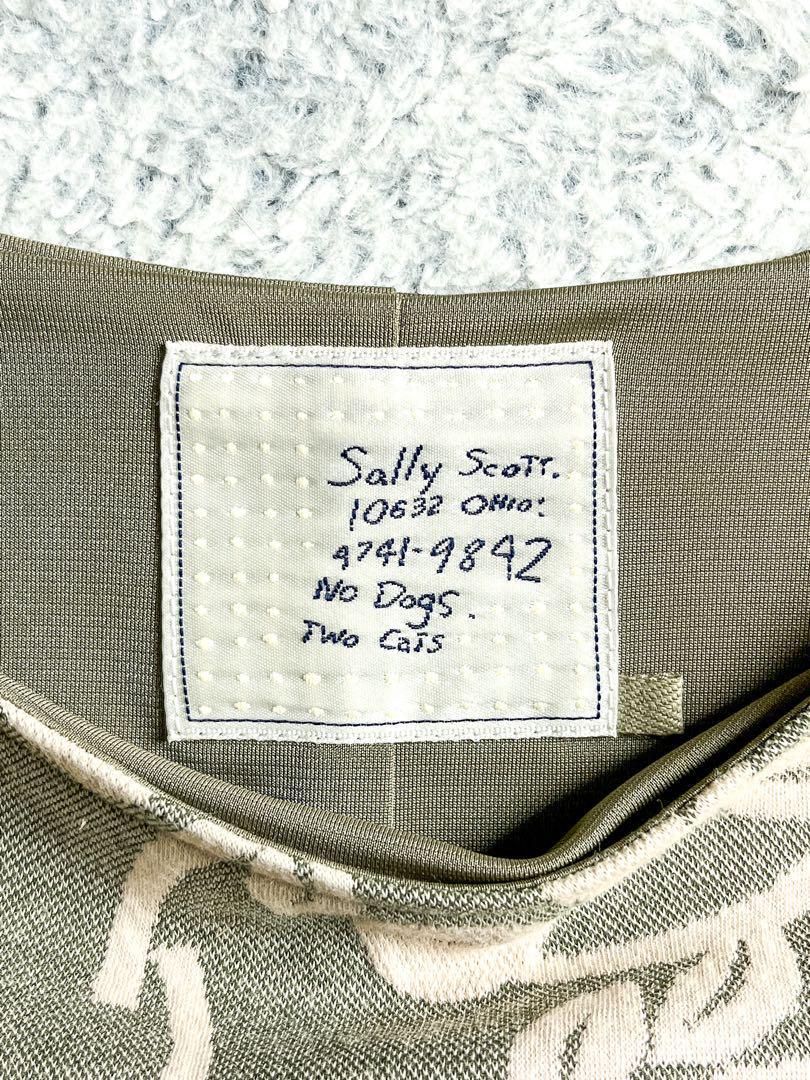 Sally Scott.
10632 Ohio:
4741-9842
No Dogs.
Two Cats